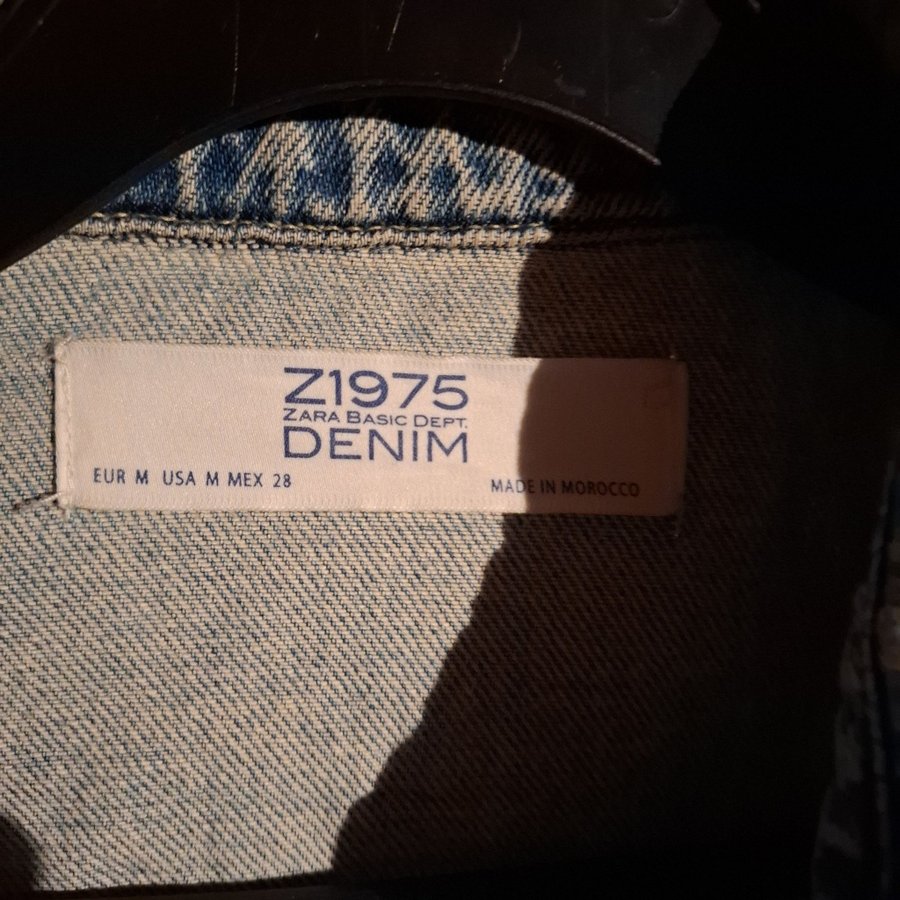 Z1975
ZARA BASIC DEPT.
DENIM
EUR M USA M MEX 28
MADE IN MOROCCO